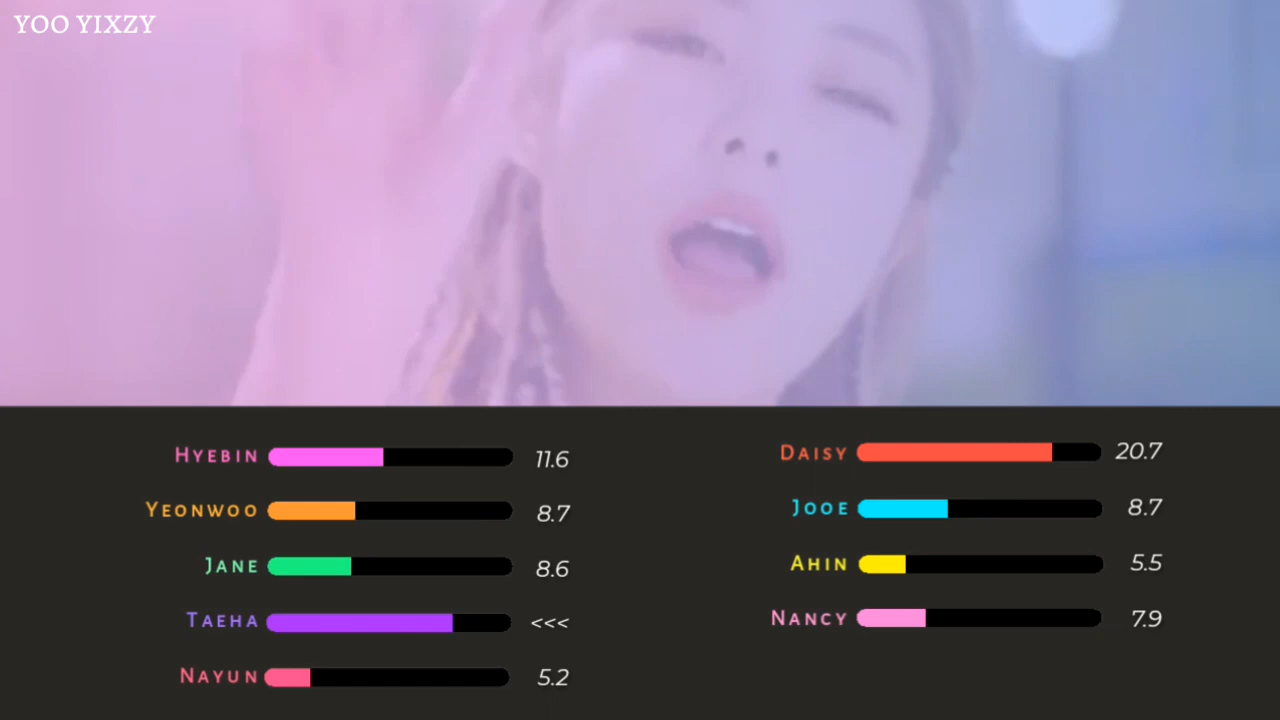 YOO YIXZY
HYEBIN 11.6
YEONWOO 8.7
JANE 8.6
TAEHA <<<
NAYUN 5.2
DAISY 20.7
JOOE 8.7
AHIN 5.5
NANCY 7.9